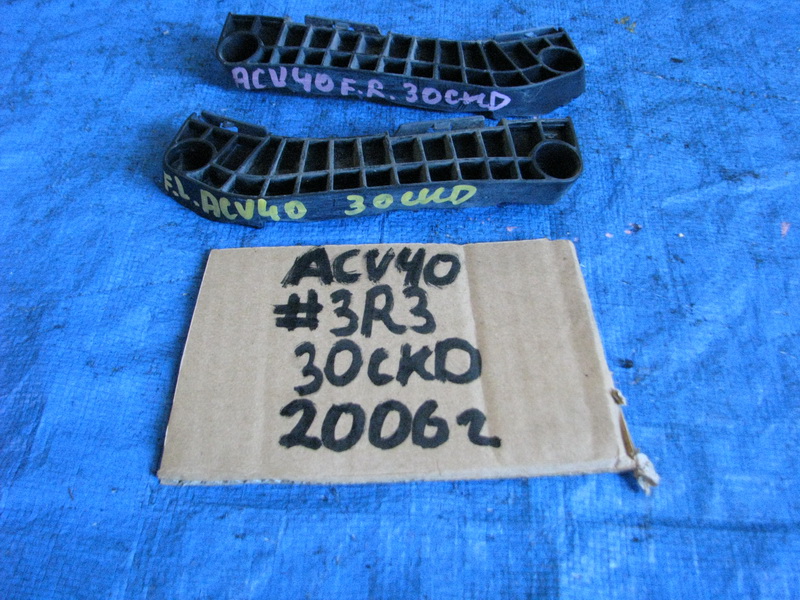 ACV40 F.R. 30CKD
F.L. ACV40 30CKD
ACV40
#3R3
30CKD
2006г